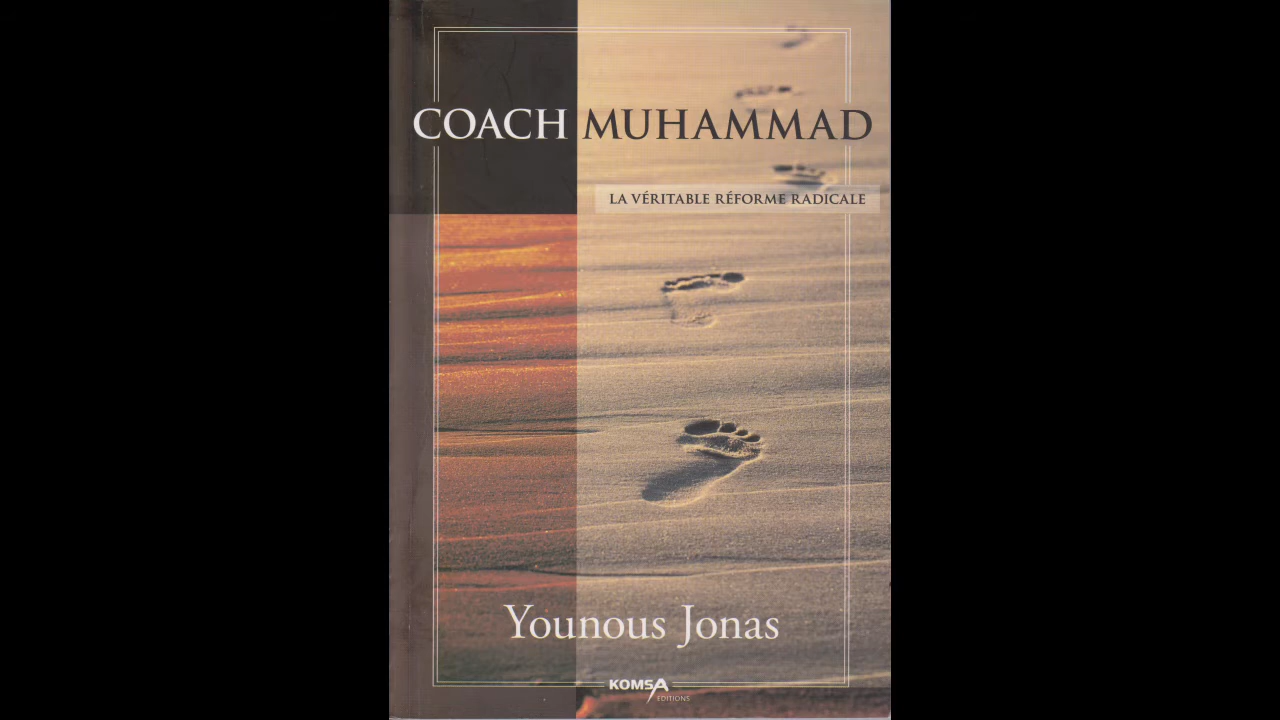 COACH MUHAMMAD
LA VÉRITABLE RÉFORME RADICALE
Younous Jonas
KOMSA
EDITIONS